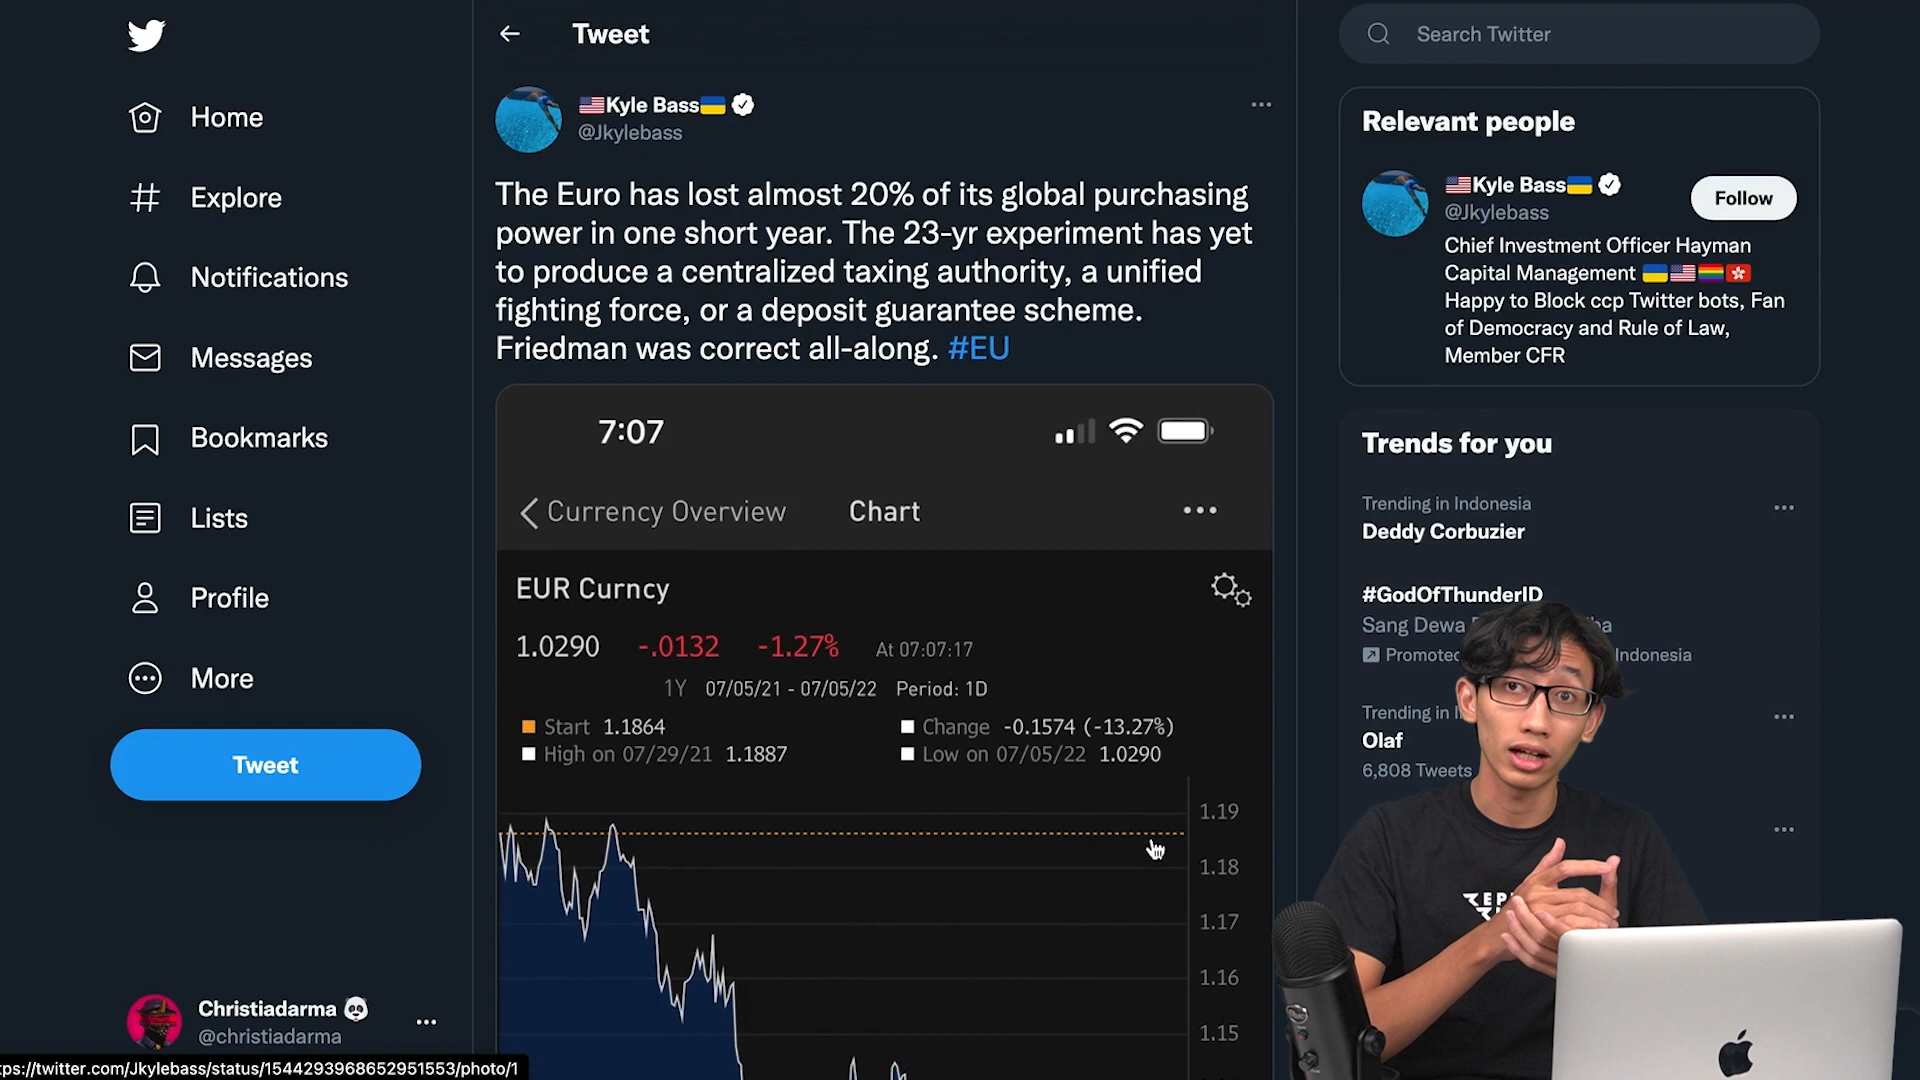 Tweet
Search Twitter
Home
Explore
Notifications
Messages
Bookmarks
Lists
Profile
More
Tweet
Christiadarma
@christiadarma
Kyle Bass
@Jkylebass
The Euro has lost almost 20% of its global purchasing
power in one short year. The 23-yr experiment has yet
to produce a centralized taxing authority, a unified
fighting force, or a deposit guarantee scheme.
Friedman was correct all-along. #EU
7:07
Currency Overview Chart
EUR Curncy
1.0290 -.0132 -1.27% At 07:07:17
1Y 07/05/21 - 07/05/22 Period: 1D
Start 1.1864 Change -0.1574 (-13.27%)
High on 07/29/21 1.1887 Low on 07/05/22 1.0290
1.19
1.18
1.17
1.16
1.15
Relevant people
Kyle Bass
@Jkylebass
Follow
Chief Investment Officer Hayman
Capital Management
Happy to Block ccp Twitter bots, Fan
of Democracy and Rule of Law,
Member CFR
Trends for you
Trending in Indonesia
Deddy Corbuzier
#GodOfThunderID
Sang Dewa
Promoted Indonesia
Trending in
Olaf
6,808 Tweets
tps://twitter.com/Jkylebass/status/1544293968652951553/photo/1